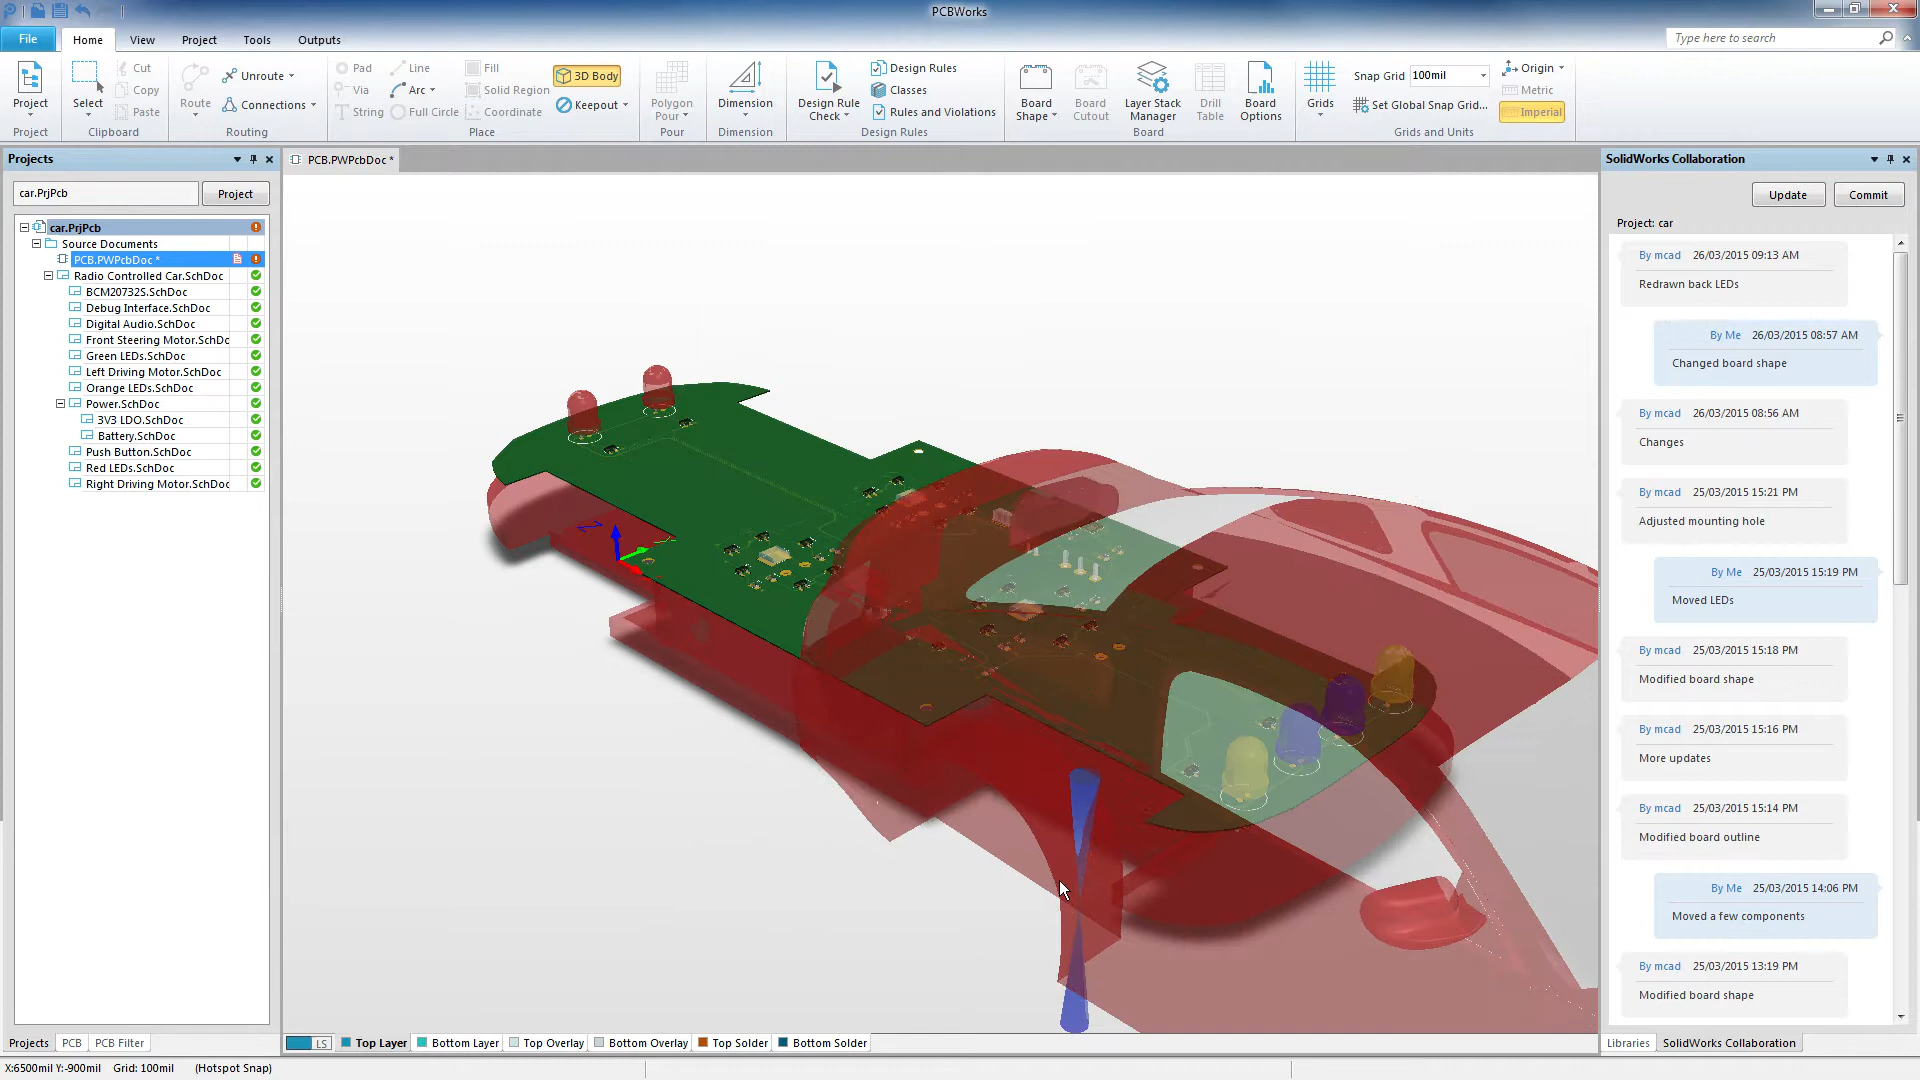 PCBWorks
File Home View Project Tools Outputs
Type here to search
Project
Project
Select
Cut
Copy
Paste
Clipboard
Route
Unroute
Connections
Routing
Pad Line Fill 3D Body
Via Arc Solid Region
Keepout
String Full Circle Coordinate
Place
Polygon
Pour
Pour
Dimension
Dimension
Design Rule
Check
Design Rules
Classes
Rules and Violations
Design Rules
Board
Shape
Board
Cutout
Layer Stack
Manager
Drill
Table
Board
Options
Board
Grids
Snap Grid 100mil
Set Global Snap Grid...
Origin
Metric
Imperial
Grids and Units
Projects
car.PrjPcb Project
car.PrjPcb
Source Documents
PCB.PWPcbDoc *
Radio Controlled Car.SchDoc
BCM20732S.SchDoc
Debug Interface.SchDoc
Digital Audio.SchDoc
Front Steering Motor.SchDo
Green LEDs.SchDoc
Left Driving Motor.SchDoc
Orange LEDs.SchDoc
Power.SchDoc
3V3 LDO.SchDoc
Battery.SchDoc
Push Button.SchDoc
Red LEDs.SchDoc
Right Driving Motor.SchDoc
Projects PCB PCB Filter
PCB.PWPcbDoc *
Z
LS Top Layer Bottom Layer Top Overlay Bottom Overlay Top Solder Bottom Solder
SolidWorks Collaboration
Update Commit
Project: car
By mcad 26/03/2015 09:13 AM
Redrawn back LEDs
By Me 26/03/2015 08:57 AM
Changed board shape
By mcad 26/03/2015 08:56 AM
Changes
By mcad 25/03/2015 15:21 PM
Adjusted mounting hole
By Me 25/03/2015 15:19 PM
Moved LEDs
By mcad 25/03/2015 15:18 PM
Modified board shape
By mcad 25/03/2015 15:16 PM
More updates
By mcad 25/03/2015 15:14 PM
Modified board outline
By Me 25/03/2015 14:06 PM
Moved a few components
By mcad 25/03/2015 13:19 PM
Modified board shape
Libraries SolidWorks Collaboration
X:6500mil Y:-900mil Grid: 100mil (Hotspot Snap)